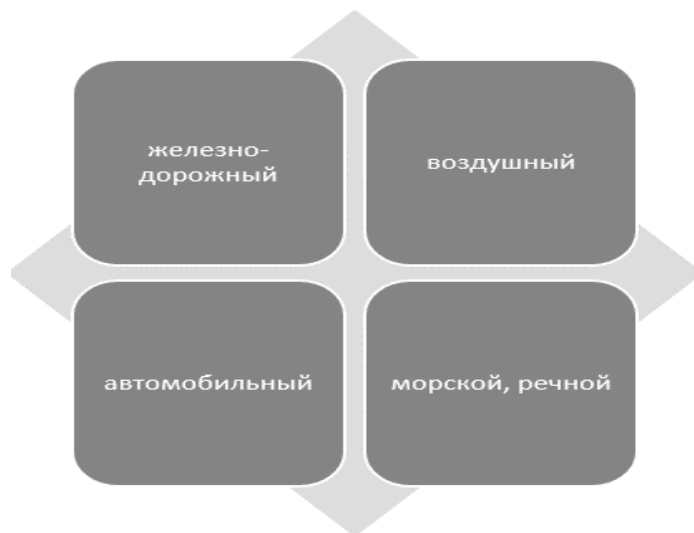 железно-
дорожный
воздушный
автомобильный
морской, речной